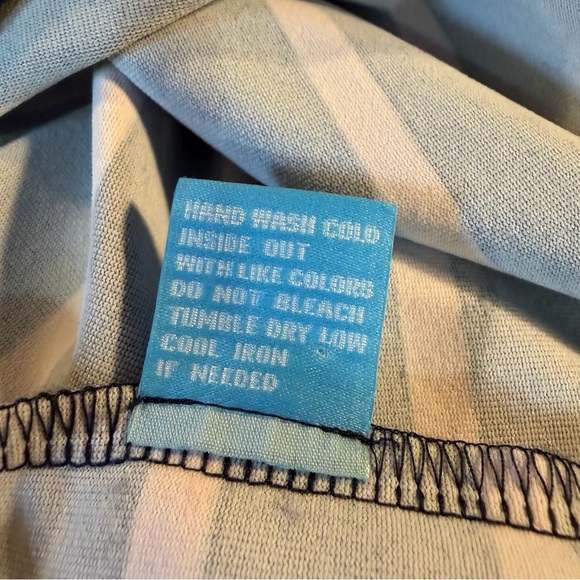 HAND WASH COLD
INSIDE OUT
WITH LIKE COLORS
DO NOT BLEACH
TUMBLE DRY LOW
COOL IRON
IF NEEDED